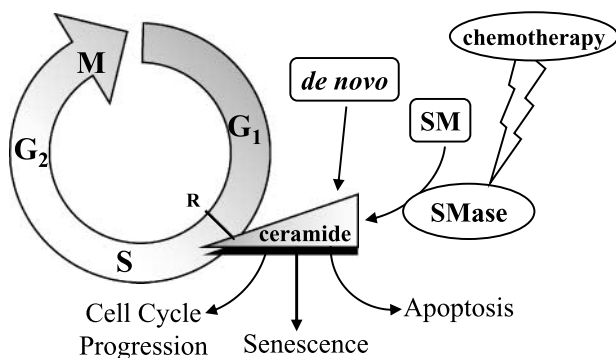 chemotherapy
M
de novo
G1
G2
SM
R
SMase
ceramide
S
Cell Cycle
Progression
Senescence
Apoptosis